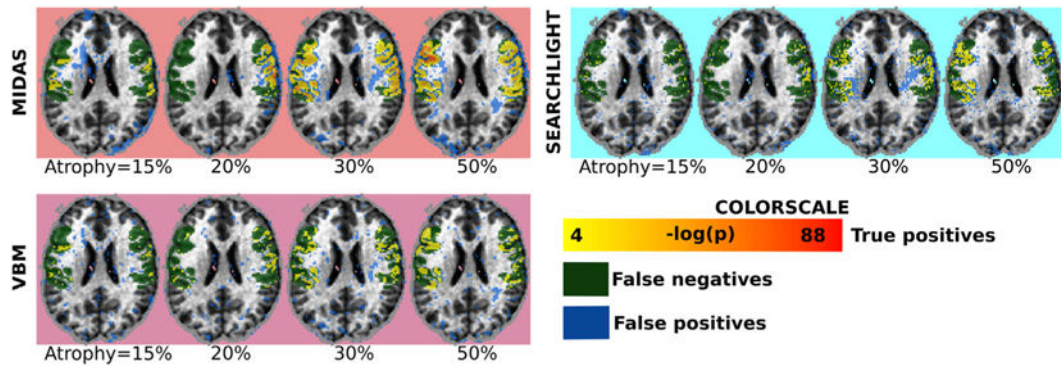 MIDAS
Atrophy=15% 20% 30% 50%
SEARCHLIGHT
Atrophy=15% 20% 30% 50%
VBM
Atrophy=15% 20% 30% 50%
COLORSCALE
4 -log(p) 88 True positives
False negatives
False positives